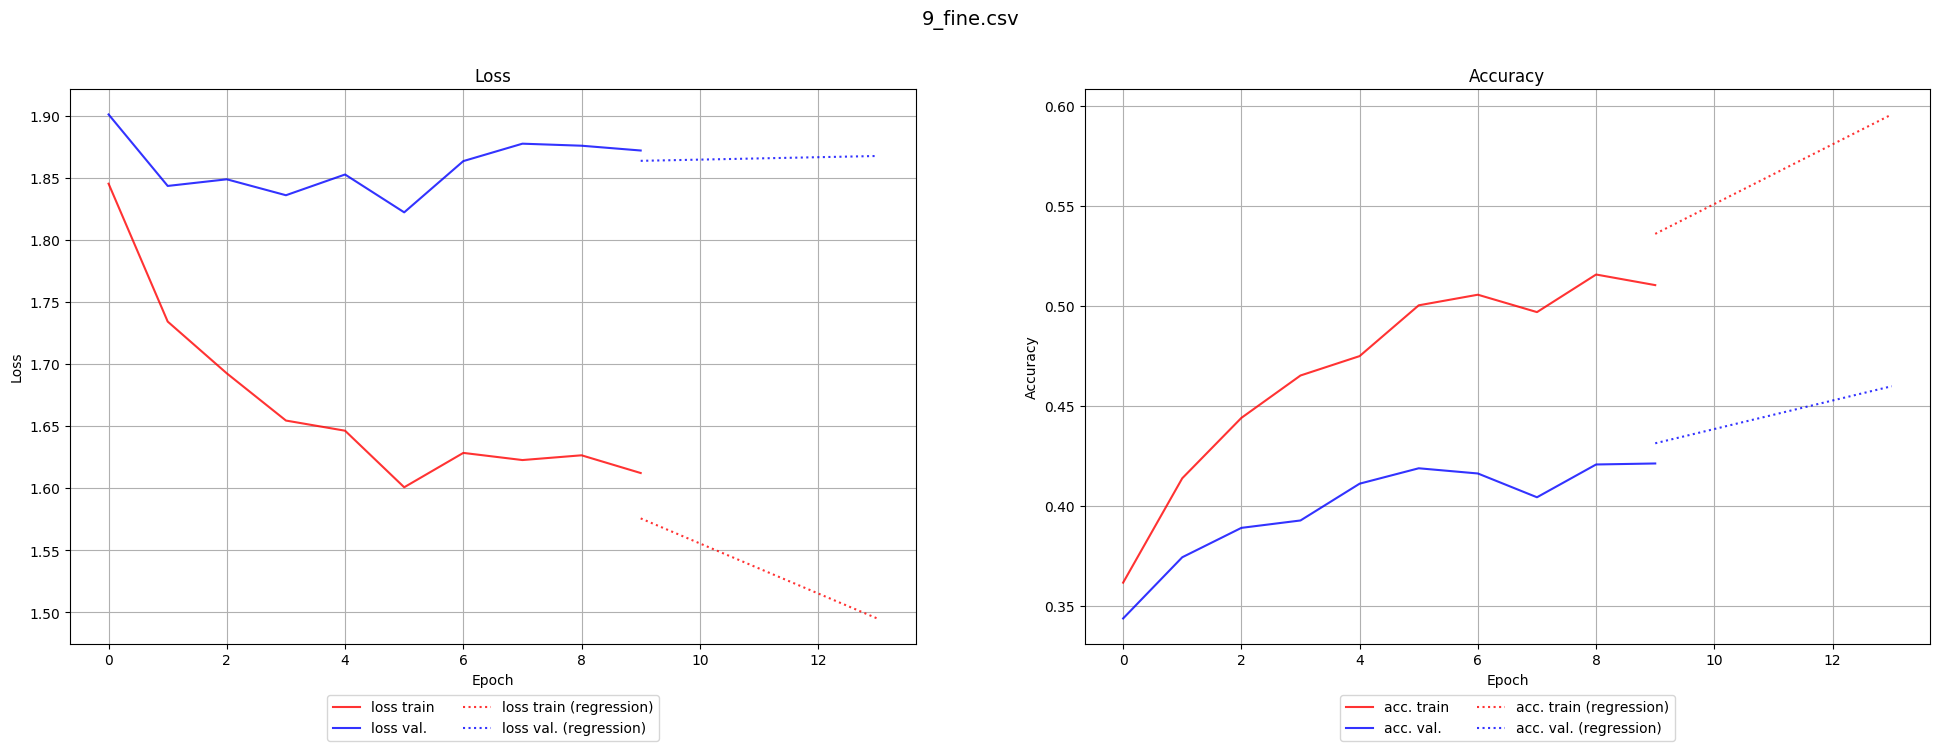 9_fine.csv
Loss
Loss
1.90
1.85
1.80
1.75
1.70
1.65
1.60
1.55
1.50
0 2 4 6 8 10 12
Epoch
loss train
loss val.
loss train (regression)
loss val. (regression)
Accuracy
Accuracy
0.60
0.55
0.50
0.45
0.40
0.35
0 2 4 6 8 10 12
Epoch
acc. train
acc. val.
acc. train (regression)
acc. val. (regression)